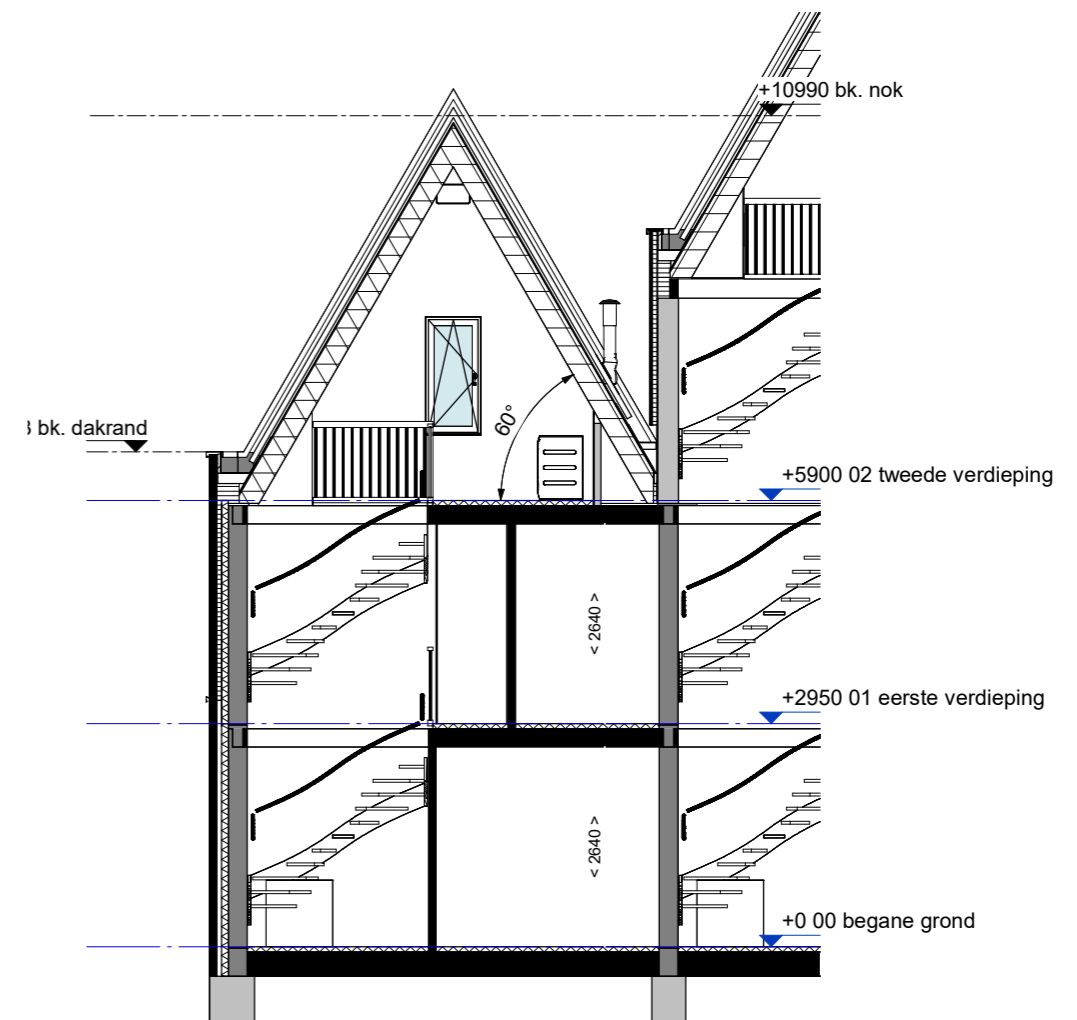 +10990 bk. nok
bk. dakrand
60°
+5900 02 tweede verdieping
< 2640 >
+2950 01 eerste verdieping
< 2640 >
+0 00 begane grond